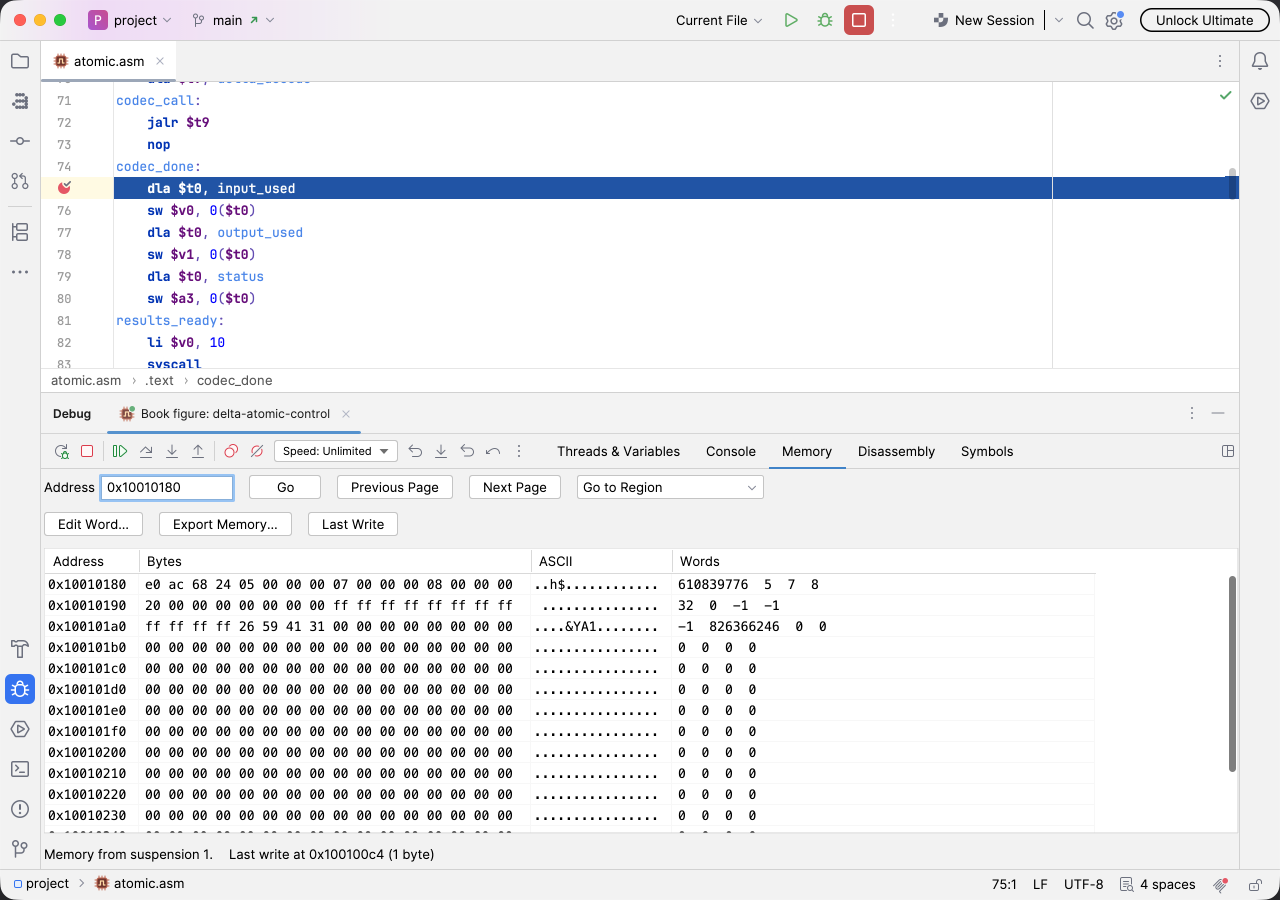 P project main Current File New Session Unlock Ultimate
atomic.asm
71 codec_call:
72 jalr $t9
73 nop
74 codec_done:
dla $t0, input_used
76 sw $v0, 0($t0)
77 dla $t0, output_used
78 sw $v1, 0($t0)
79 dla $t0, status
80 sw $a3, 0($t0)
81 results_ready:
82 li $v0, 10
83 syscall
atomic.asm › .text › codec_done
Debug Book figure: delta-atomic-control
Speed: Unlimited Threads & Variables Console Memory Disassembly Symbols
Address 0x10010180 Go Previous Page Next Page Go to Region
Edit Word... Export Memory... Last Write
Address Bytes ASCII Words
0x10010180 e0 ac 68 24 05 00 00 00 07 00 00 00 08 00 00 00 ..h$............ 610839776 5 7 8
0x10010190 20 00 00 00 00 00 00 00 ff ff ff ff ff ff ff ff ............... 32 0 -1 -1
0x100101a0 ff ff ff ff 26 59 41 31 00 00 00 00 00 00 00 00 ....&YA1........ -1 826366246 0 0
0x100101b0 00 00 00 00 00 00 00 00 00 00 00 00 00 00 00 00 ................ 0 0 0 0
0x100101c0 00 00 00 00 00 00 00 00 00 00 00 00 00 00 00 00 ................ 0 0 0 0
0x100101d0 00 00 00 00 00 00 00 00 00 00 00 00 00 00 00 00 ................ 0 0 0 0
0x100101e0 00 00 00 00 00 00 00 00 00 00 00 00 00 00 00 00 ................ 0 0 0 0
0x100101f0 00 00 00 00 00 00 00 00 00 00 00 00 00 00 00 00 ................ 0 0 0 0
0x10010200 00 00 00 00 00 00 00 00 00 00 00 00 00 00 00 00 ................ 0 0 0 0
0x10010210 00 00 00 00 00 00 00 00 00 00 00 00 00 00 00 00 ................ 0 0 0 0
0x10010220 00 00 00 00 00 00 00 00 00 00 00 00 00 00 00 00 ................ 0 0 0 0
0x10010230 00 00 00 00 00 00 00 00 00 00 00 00 00 00 00 00 ................ 0 0 0 0
Memory from suspension 1. Last write at 0x100100c4 (1 byte)
project › atomic.asm 75:1 LF UTF-8 4 spaces